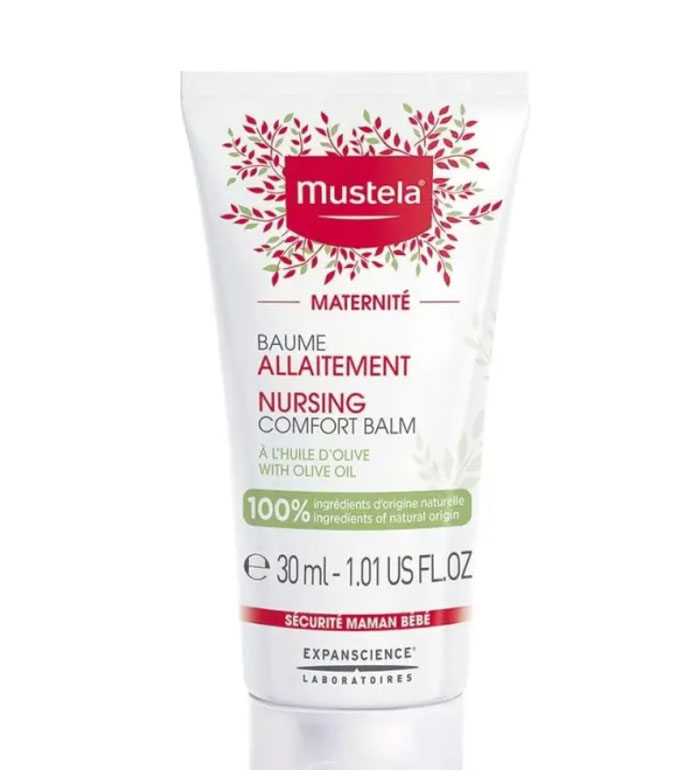 mustela®
MATERNITÉ
BAUME
ALLAITEMENT
NURSING
COMFORT BALM
À L'HUILE D'OLIVE
WITH OLIVE OIL
100% ingrédients d'origine naturelle
ingredients of natural origin
℮ 30 ml - 1.01 US FL.OZ
SÉCURITÉ MAMAN BÉBÉ
EXPANSCIENCE®
LABORATOIRES